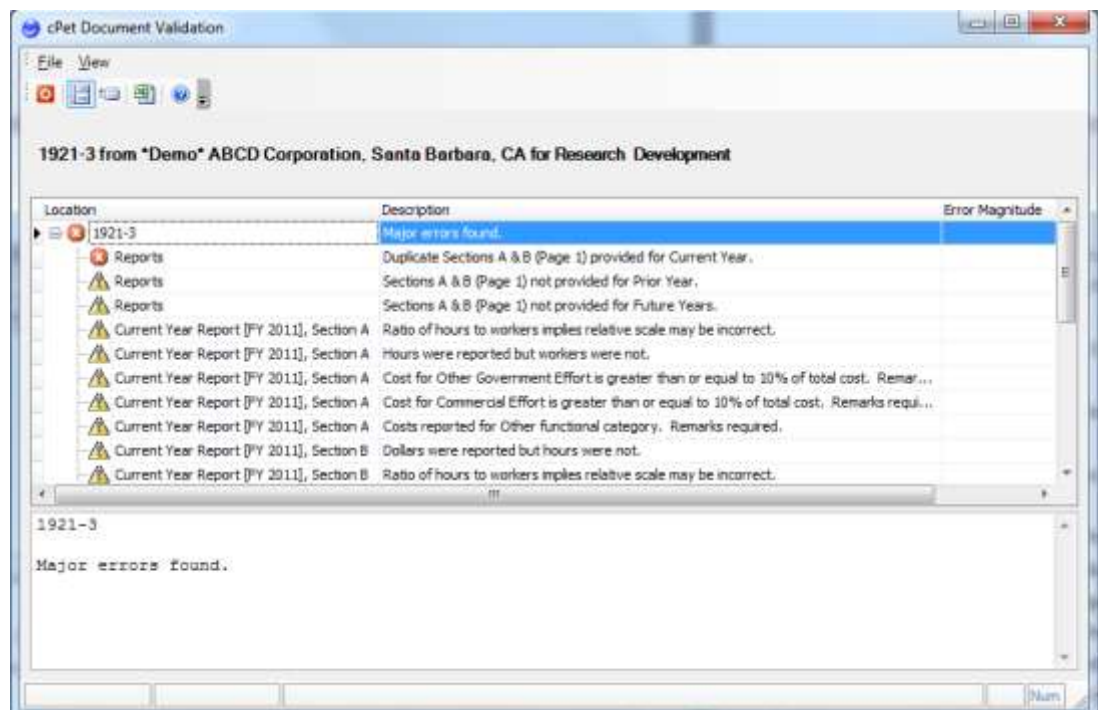 cPet Document Validation
File View
1921-3 from *Demo* ABCD Corporation, Santa Barbara, CA for Research Development
Location Description Error Magnitude
1921-3 Major errors found.
Reports Duplicate Sections A & B (Page 1) provided for Current Year.
Reports Sections A & B (Page 1) not provided for Prior Year.
Reports Sections A & B (Page 1) not provided for Future Years.
Current Year Report [FY 2011], Section A Ratio of hours to workers implies relative scale may be incorrect.
Current Year Report [FY 2011], Section A Hours were reported but workers were not.
Current Year Report [FY 2011], Section A Cost for Other Government Effort is greater than or equal to 10% of total cost. Remar...
Current Year Report [FY 2011], Section A Cost for Commercial Effort is greater than or equal to 10% of total cost. Remarks requi...
Current Year Report [FY 2011], Section A Costs reported for Other functional category. Remarks required.
Current Year Report [FY 2011], Section B Dollars were reported but hours were not.
Current Year Report [FY 2011], Section B Ratio of hours to workers implies relative scale may be incorrect.
1921-3
Major errors found.
Num